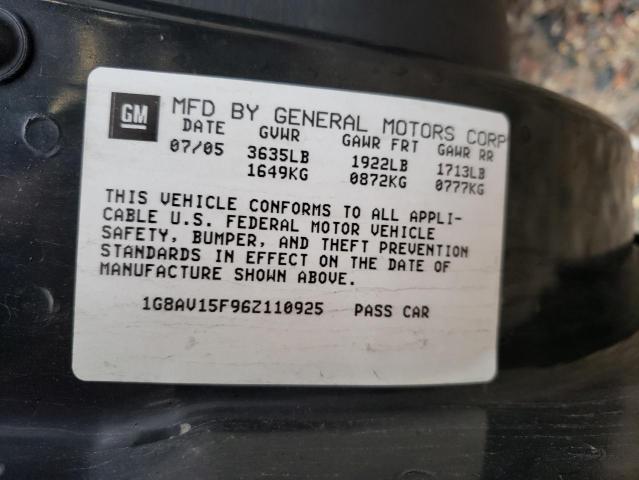 GM MFD BY GENERAL MOTORS CORP
DATE GVWR GAWR FRT GAWR RR
07/05 3635LB 1922LB 1713LB
1649KG 0872KG 0777KG
THIS VEHICLE CONFORMS TO ALL APPLI-
CABLE U.S. FEDERAL MOTOR VEHICLE
SAFETY, BUMPER, AND THEFT PREVENTION
STANDARDS IN EFFECT ON THE DATE OF
MANUFACTURE SHOWN ABOVE.
1G8AV15F96Z110925 PASS CAR